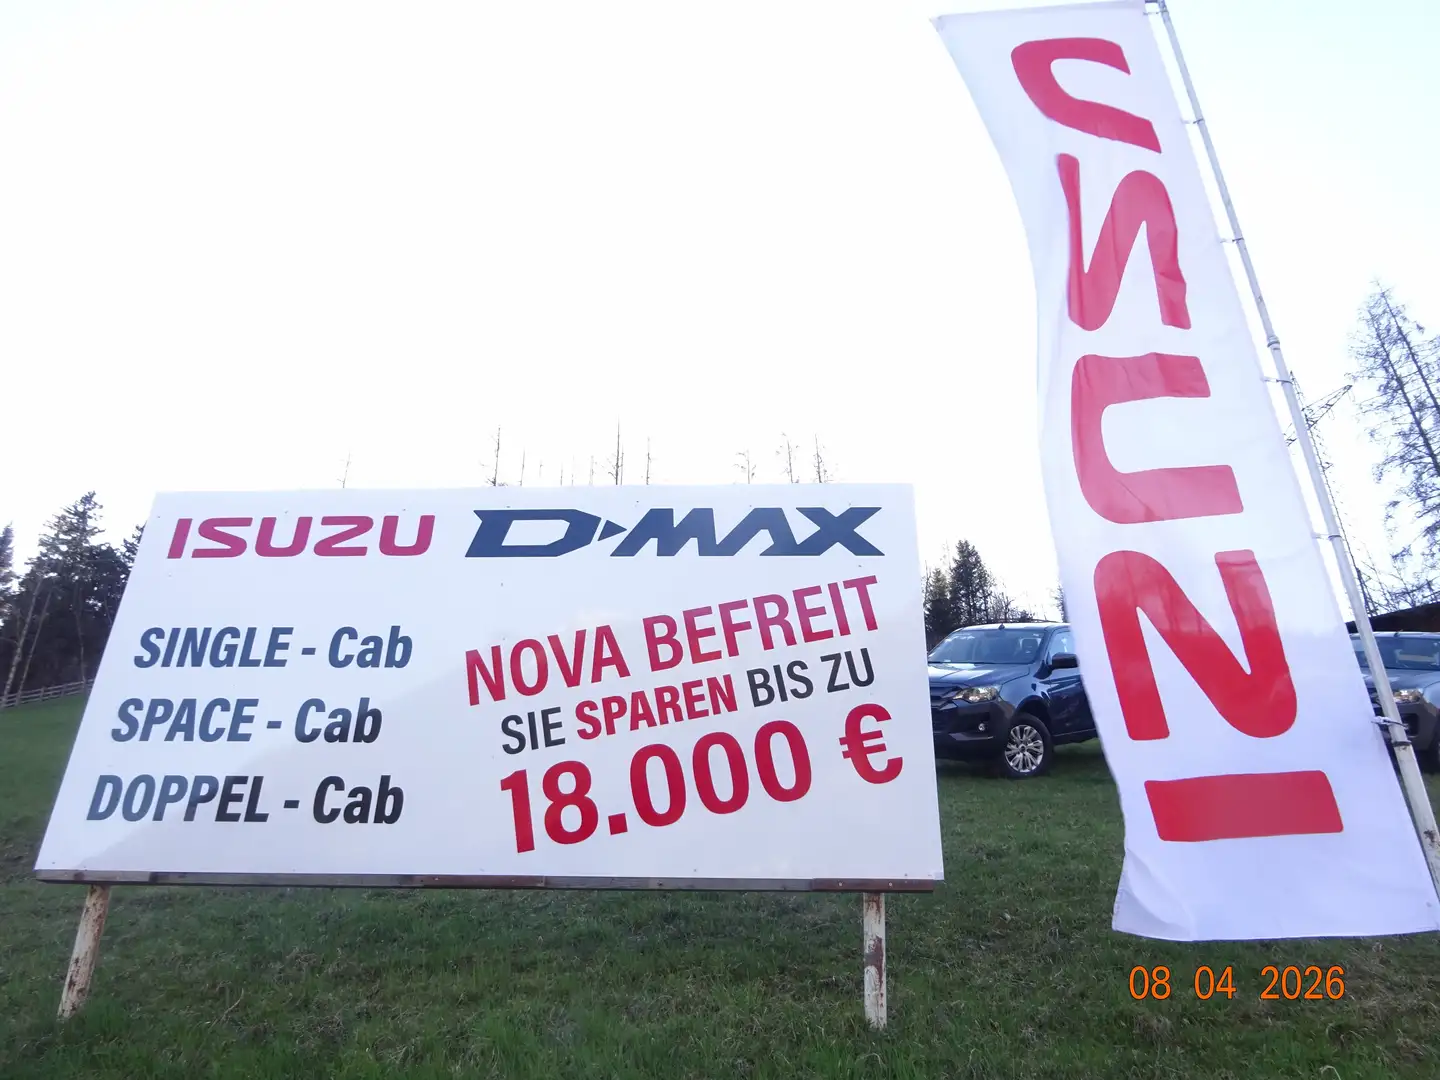 ISUZU D-MAX
SINGLE - Cab
SPACE - Cab
DOPPEL - Cab
NOVA BEFREIT
SIE SPAREN BIS ZU
18.000 €
ISUZU
08 04 2026